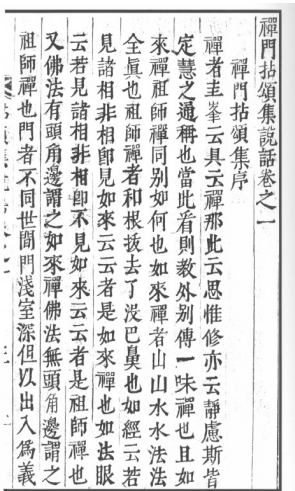 禪門拈頌集說話卷之一
禪門拈頌集序
禪者圭峯云具云禪那此云思惟修亦云靜慮斯皆
定慧之通稱也當此看則教外別傳一味禪也且如
來禪祖師禪同別如何也如來禪者山山水水法法
全眞也祖師禪者和根拔去了沒巴鼻也如經云若
見諸相非相卽見如來云云者是如來禪也如法眼
云若見諸相非相卽不見如來云云者是祖師禪也
又佛法有頭角邊謂之如來禪佛法無頭角邊謂之
祖師禪也門者不同世間門淺室深但以出入爲義